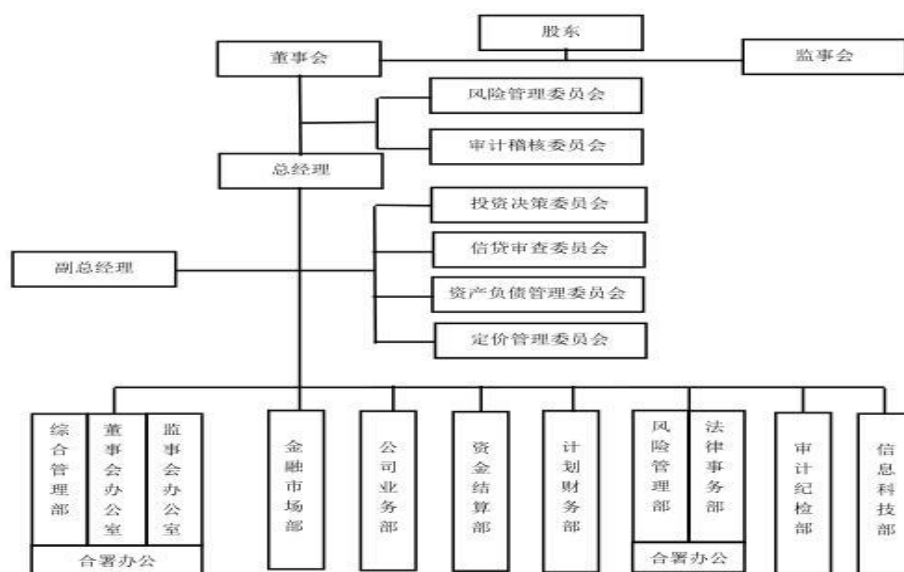 股东
董事会
监事会
风险管理委员会
审计稽核委员会
总经理
投资决策委员会
信贷审查委员会
副总经理
资产负债管理委员会
定价管理委员会
综合管理部
董事会办公室
监事会办公室
合署办公
金融市场部
公司业务部
资金结算部
计划财务部
风险管理部
法律事务部
合署办公
审计纪检部
信息科技部